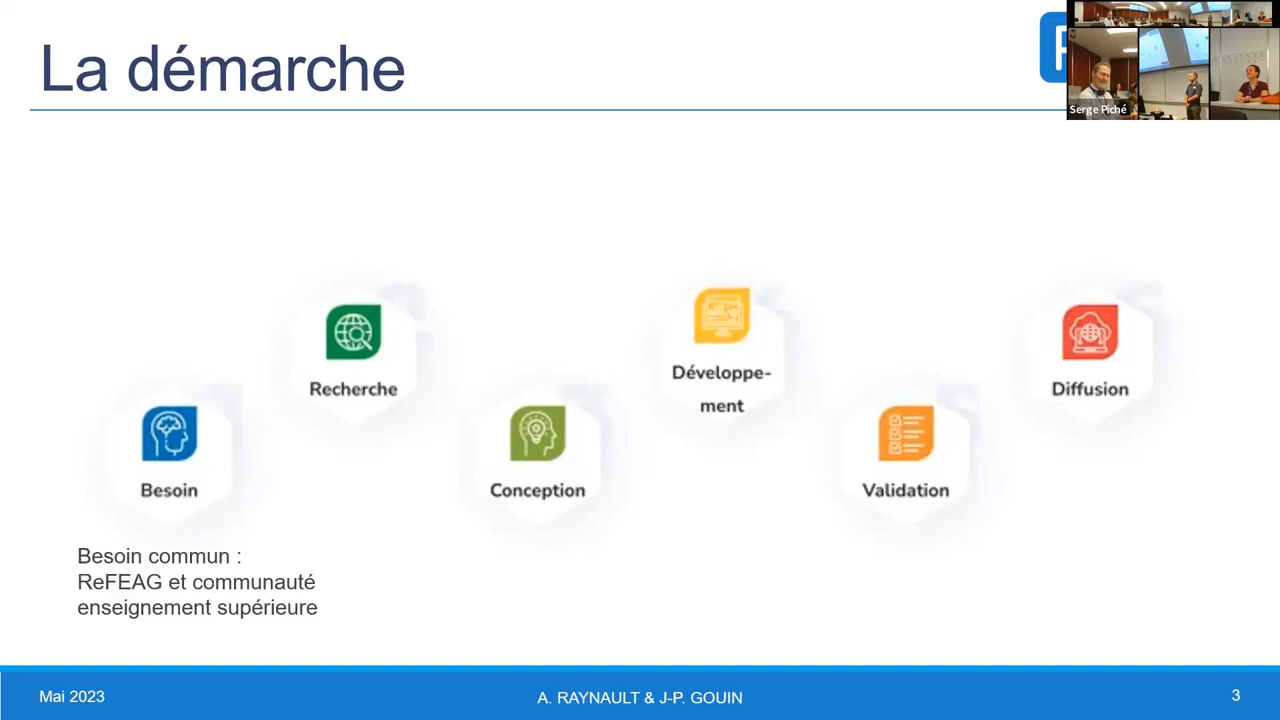 La démarche
Serge Piché
Besoin
Recherche
Conception
Développe-
ment
Validation
Diffusion
Besoin commun :
ReFEAG et communauté
enseignement supérieure
Mai 2023
A. RAYNAULT & J-P. GOUIN
3